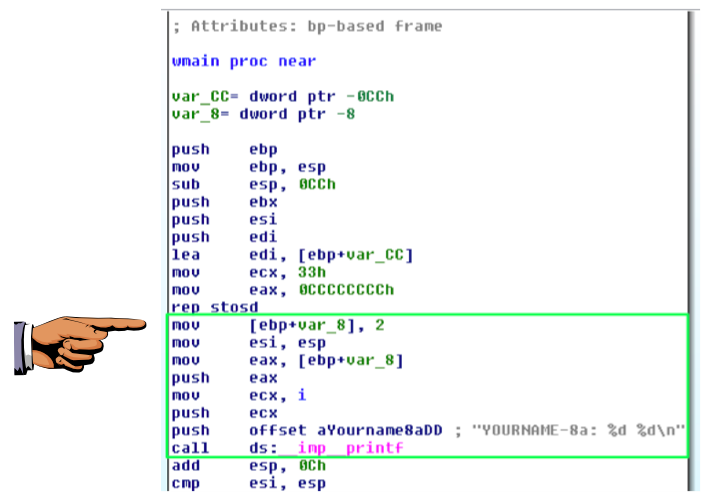 ; Attributes: bp-based frame
wmain proc near
var_CC= dword ptr -0CCh
var_8= dword ptr -8
push ebp
mov ebp, esp
sub esp, 0CCh
push ebx
push esi
push edi
lea edi, [ebp+var_CC]
mov ecx, 33h
mov eax, 0CCCCCCCCh
rep stosd
mov [ebp+var_8], 2
mov esi, esp
mov eax, [ebp+var_8]
push eax
mov ecx, i
push ecx
push offset aYourname8aDD ; "YOURNAME-8a: %d %d\n"
call ds:__imp__printf
add esp, 0Ch
cmp esi, esp